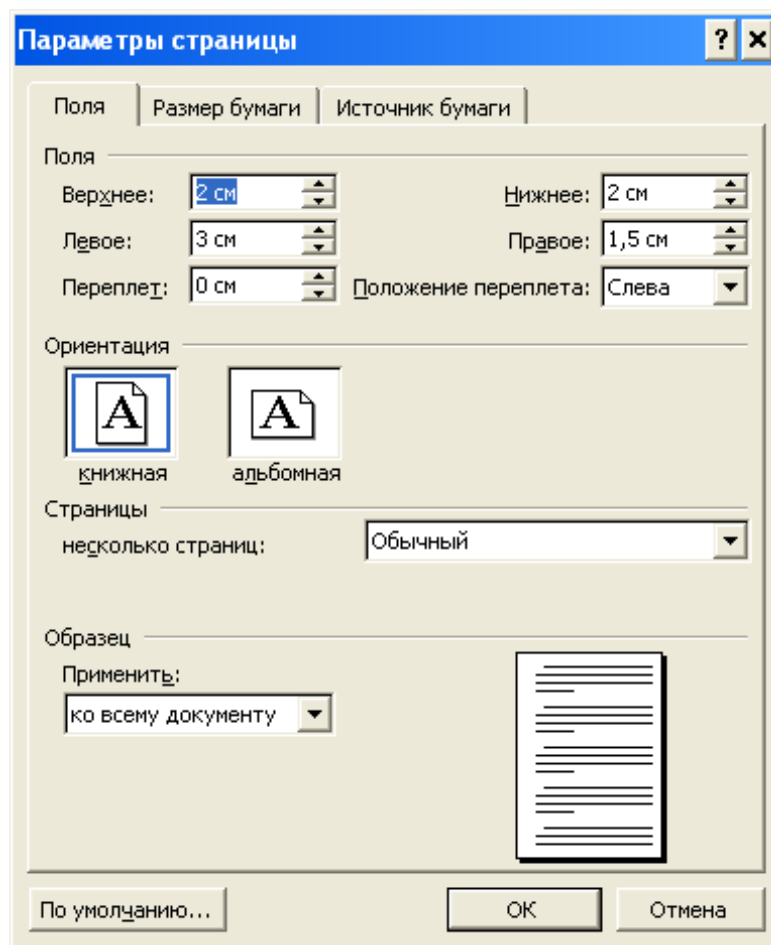 Параметры страницы
Поля Размер бумаги Источник бумаги
Поля
Верхнее: 2 см Нижнее: 2 см
Левое: 3 см Правое: 1,5 см
Переплет: 0 см Положение переплета: Слева
Ориентация
A A
книжная альбомная
Страницы
несколько страниц: Обычный
Образец
Применить:
ко всему документу
По умолчанию... ОК Отмена